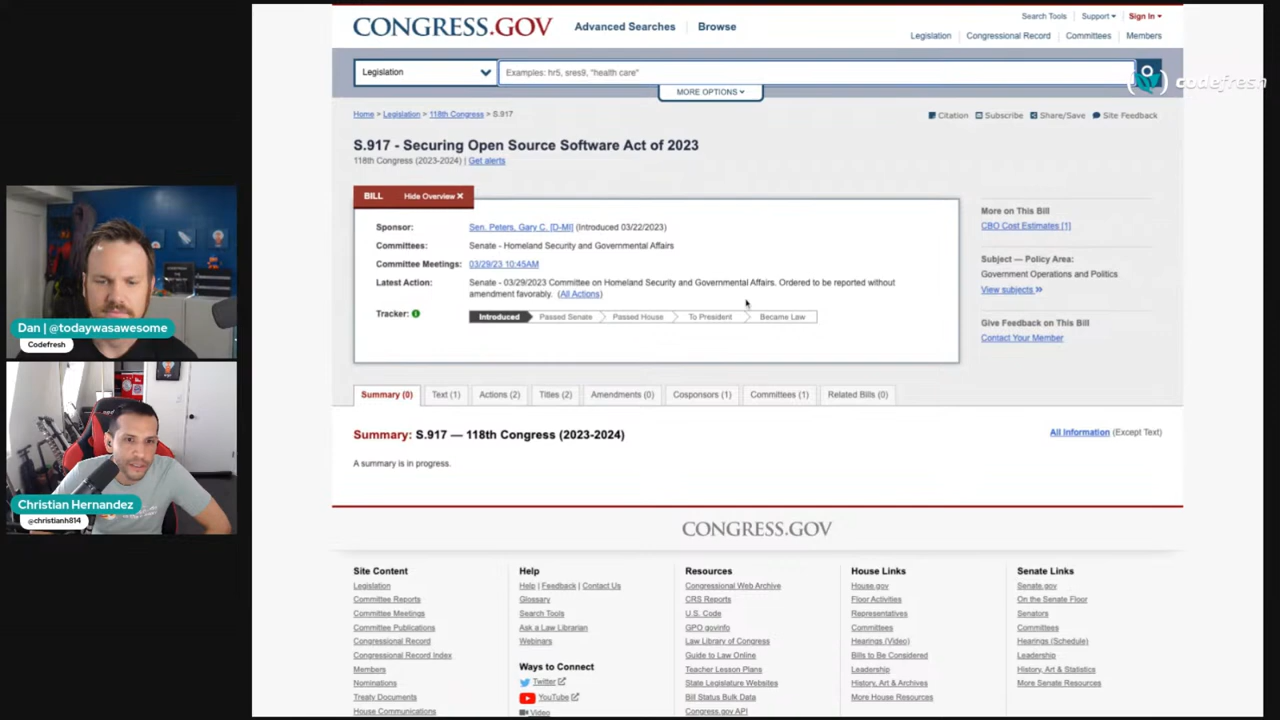 CONGRESS.GOV
Advanced Searches
Browse
Search Tools
Support
Sign In
Legislation
Congressional Record
Committees
Members
Legislation
Examples: hr5, sres9, "health care"
MORE OPTIONS
codefresh
Home > Legislation > 118th Congress > S.917
Citation
Subscribe
Share/Save
Site Feedback
S.917 - Securing Open Source Software Act of 2023
118th Congress (2023-2024) | Get alerts
BILL
Hide Overview X
Sponsor: Sen. Peters, Gary C. [D-MI] (Introduced 03/22/2023)
Committees: Senate - Homeland Security and Governmental Affairs
Committee Meetings: 03/29/23 10:45AM
Latest Action: Senate - 03/29/2023 Committee on Homeland Security and Governmental Affairs. Ordered to be reported without
amendment favorably. (All Actions)
Tracker:
Introduced
Passed Senate
Passed House
To President
Became Law
More on This Bill
CBO Cost Estimates [1]
Subject — Policy Area:
Government Operations and Politics
View subjects »
Give Feedback on This Bill
Contact Your Member
Dan | @todaywasawesome
Codefresh
Christian Hernandez
@christianh814
Summary (0)
Text (1)
Actions (2)
Titles (2)
Amendments (0)
Cosponsors (1)
Committees (1)
Related Bills (0)
Summary: S.917 — 118th Congress (2023-2024)
All Information (Except Text)
A summary is in progress.
CONGRESS.GOV
Site Content
Legislation
Committee Reports
Committee Meetings
Committee Publications
Congressional Record
Congressional Record Index
Members
Nominations
Treaty Documents
House Communications
Help
Help | Feedback | Contact Us
Glossary
Search Tools
Ask a Law Librarian
Webinars
Ways to Connect
Twitter
YouTube
Video
Resources
Congressional Web Archive
CRS Reports
U.S. Code
GPO govinfo
Law Library of Congress
Guide to Law Online
Teacher Lesson Plans
State Legislature Websites
Bill Status Bulk Data
Congress.gov API
House Links
House.gov
Floor Activities
Representatives
Committees
Hearings (Video)
Bills to Be Considered
Leadership
History, Art & Archives
More House Resources
Senate Links
Senate.gov
On the Senate Floor
Senators
Committees
Hearings (Schedule)
Leadership
History, Art & Statistics
More Senate Resources